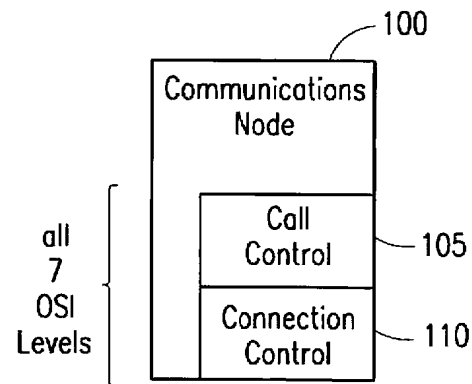 100
Communications
Node
Call
Control
105
all
7
OSI
Levels
Connection
Control
110